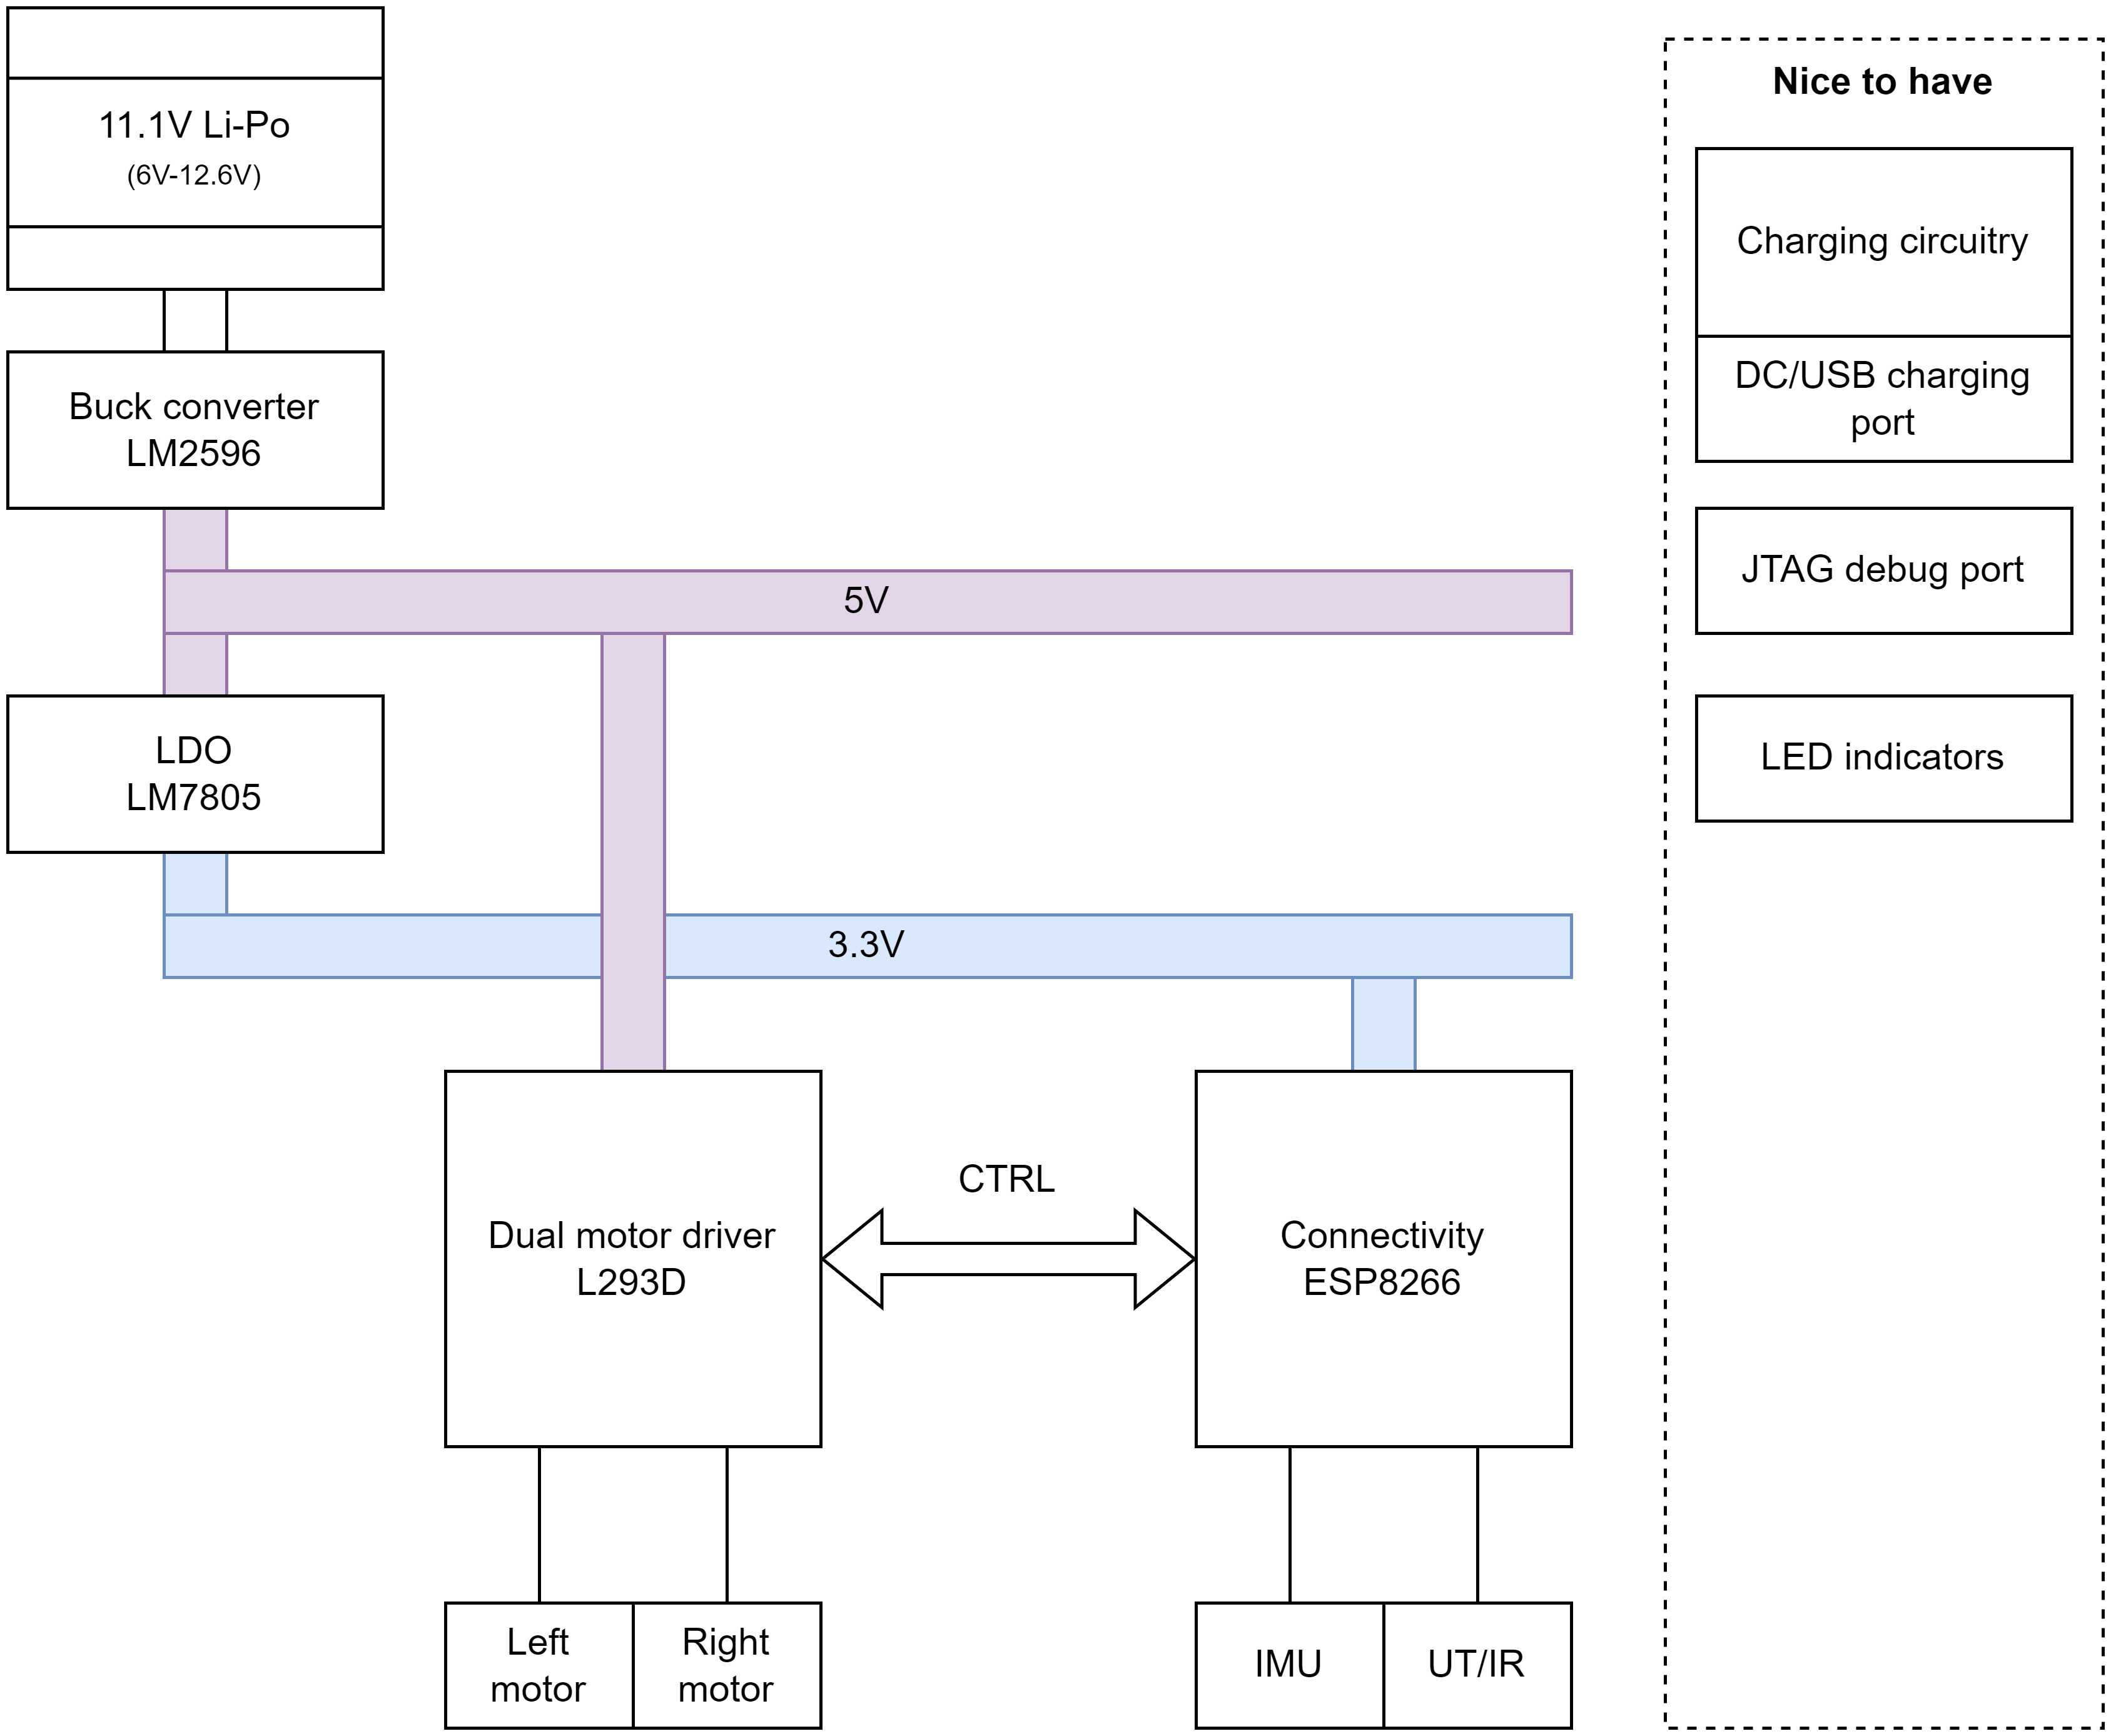 11.1V Li-Po
(6V-12.6V)
Buck converter
LM2596
5V
LDO
LM7805
3.3V
Dual motor driver
L293D
CTRL
Connectivity
ESP8266
Left
motor
Right
motor
IMU
UT/IR
Nice to have
Charging circuitry
DC/USB charging
port
JTAG debug port
LED indicators